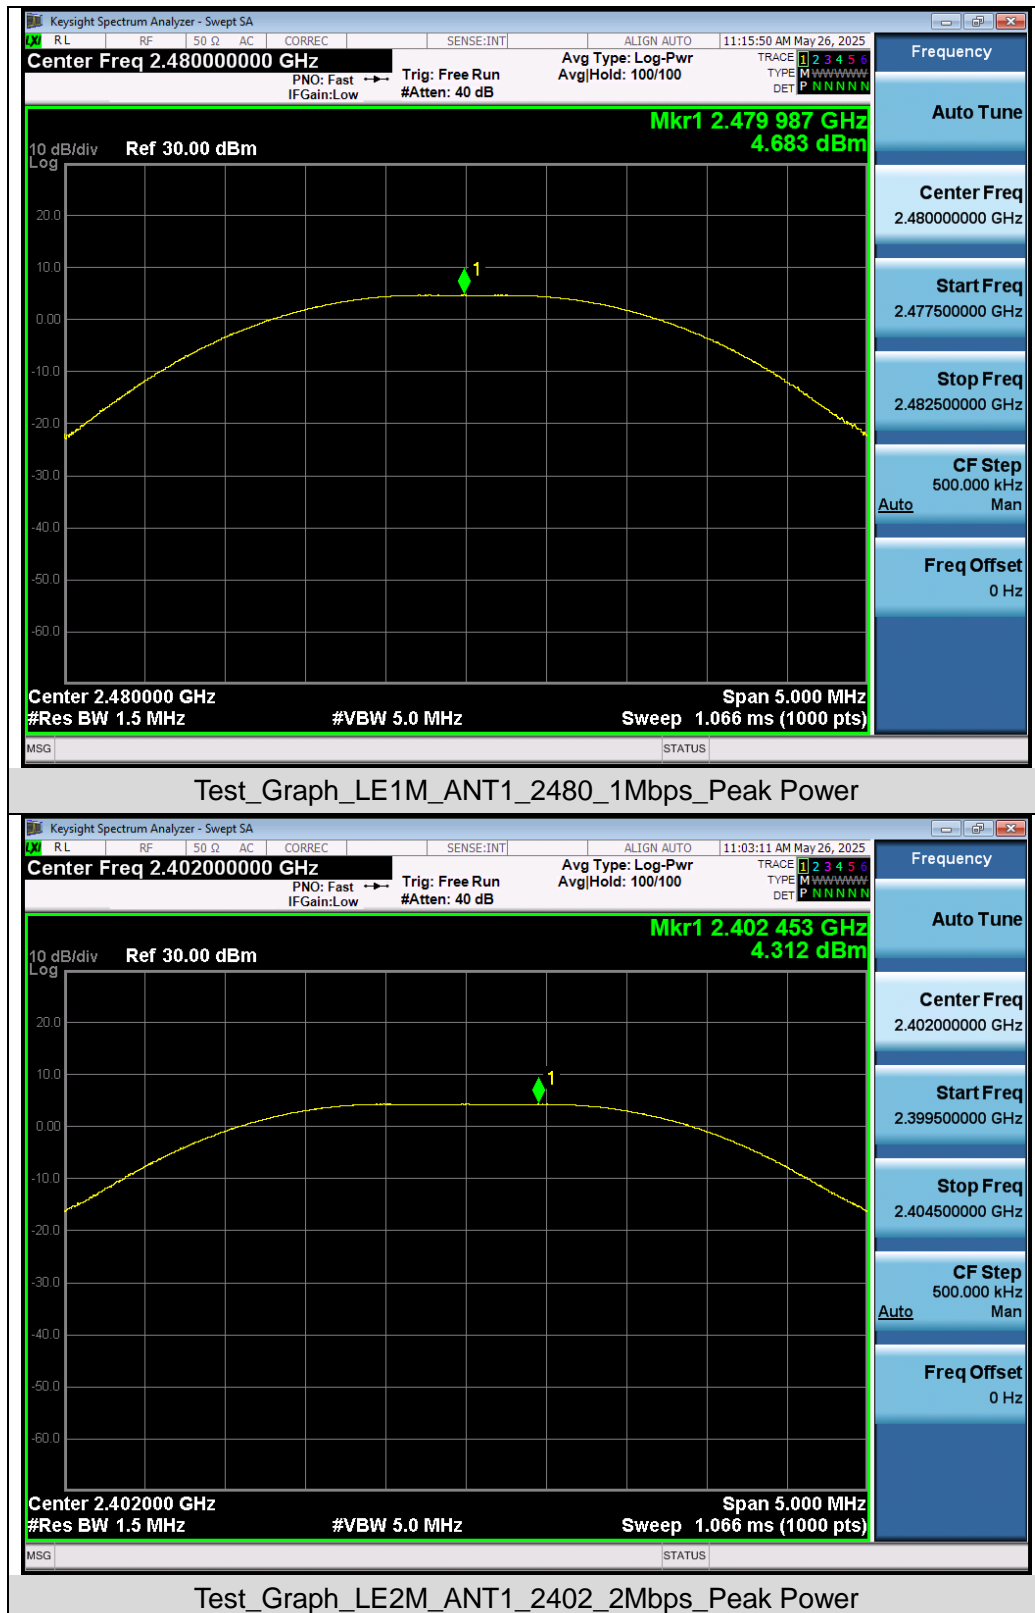 Keysight Spectrum Analyzer - Swept SA
LXI RL RF 50 Ω AC CORREC SENSE:INT ALIGN AUTO 11:15:50 AM May 26, 2025
Center Freq 2.480000000 GHz
PNO: Fast
IFGain:Low
Trig: Free Run
#Atten: 40 dB
Avg Type: Log-Pwr
Avg|Hold: 100/100
TRACE 1 2 3 4 5 6
TYPE M WWWWW
DET P N N N N N
Mkr1 2.479 987 GHz
4.683 dBm
10 dB/div Ref 30.00 dBm
Log
20.0
10.0
1
0.00
-10.0
-20.0
-30.0
-40.0
-50.0
-60.0
Center 2.480000 GHz Span 5.000 MHz
#Res BW 1.5 MHz #VBW 5.0 MHz Sweep 1.066 ms (1000 pts)
MSG STATUS
Frequency
Auto Tune
Center Freq
2.480000000 GHz
Start Freq
2.477500000 GHz
Stop Freq
2.482500000 GHz
CF Step
500.000 kHz
Auto Man
Freq Offset
0 Hz
Test_Graph_LE1M_ANT1_2480_1Mbps_Peak Power
Keysight Spectrum Analyzer - Swept SA
LXI RL RF 50 Ω AC CORREC SENSE:INT ALIGN AUTO 11:03:11 AM May 26, 2025
Center Freq 2.402000000 GHz
PNO: Fast
IFGain:Low
Trig: Free Run
#Atten: 40 dB
Avg Type: Log-Pwr
Avg|Hold: 100/100
TRACE 1 2 3 4 5 6
TYPE M WWWWW
DET P N N N N N
Mkr1 2.402 453 GHz
4.312 dBm
10 dB/div Ref 30.00 dBm
Log
20.0
10.0
1
0.00
-10.0
-20.0
-30.0
-40.0
-50.0
-60.0
Center 2.402000 GHz Span 5.000 MHz
#Res BW 1.5 MHz #VBW 5.0 MHz Sweep 1.066 ms (1000 pts)
MSG STATUS
Frequency
Auto Tune
Center Freq
2.402000000 GHz
Start Freq
2.399500000 GHz
Stop Freq
2.404500000 GHz
CF Step
500.000 kHz
Auto Man
Freq Offset
0 Hz
Test_Graph_LE2M_ANT1_2402_2Mbps_Peak Power